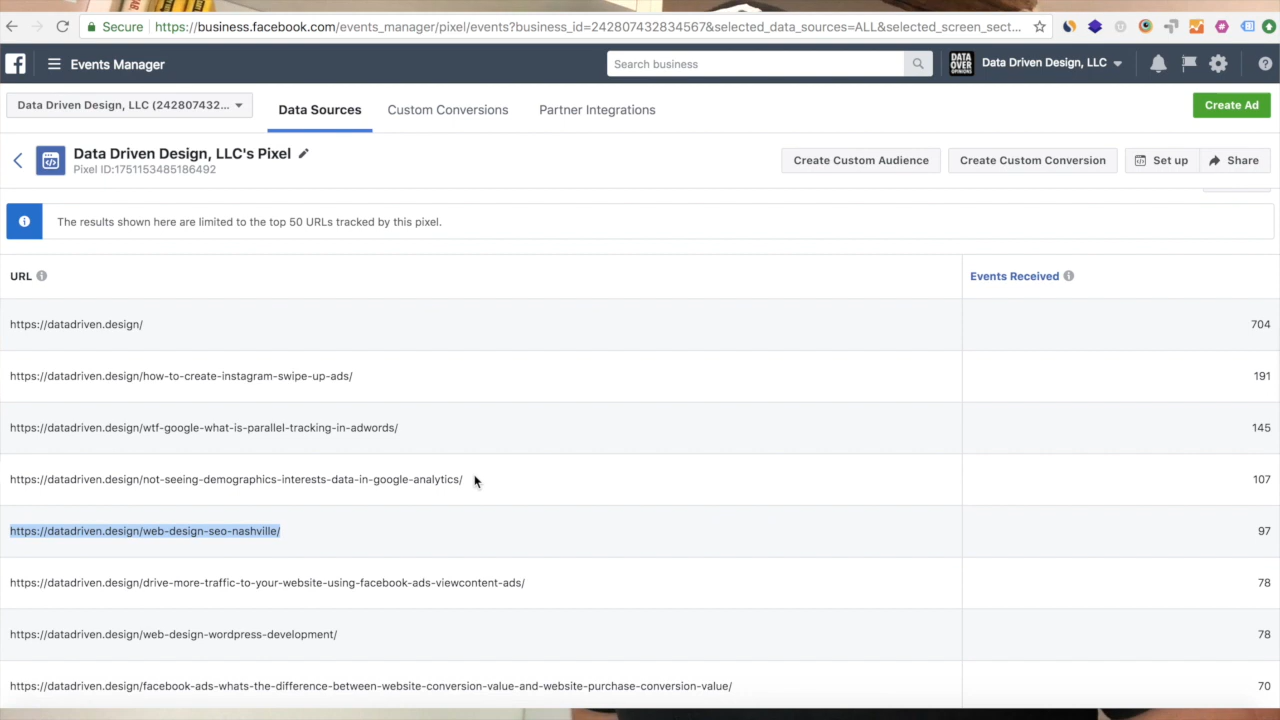 Secure https://business.facebook.com/events_manager/pixel/events?business_id=242807432834567&selected_data_sources=ALL&selected_screen_sect...
Events Manager
Search business
DATA OVER OPINIONS
Data Driven Design, LLC
Data Driven Design, LLC (242807432...
Data Sources
Custom Conversions
Partner Integrations
Create Ad
Data Driven Design, LLC's Pixel
Pixel ID:1751153485186492
Create Custom Audience
Create Custom Conversion
Set up
Share
The results shown here are limited to the top 50 URLs tracked by this pixel.
URL Events Received
https://datadriven.design/ 704
https://datadriven.design/how-to-create-instagram-swipe-up-ads/ 191
https://datadriven.design/wtf-google-what-is-parallel-tracking-in-adwords/ 145
https://datadriven.design/not-seeing-demographics-interests-data-in-google-analytics/ 107
https://datadriven.design/web-design-seo-nashville/ 97
https://datadriven.design/drive-more-traffic-to-your-website-using-facebook-ads-viewcontent-ads/ 78
https://datadriven.design/web-design-wordpress-development/ 78
https://datadriven.design/facebook-ads-whats-the-difference-between-website-conversion-value-and-website-purchase-conversion-value/ 70